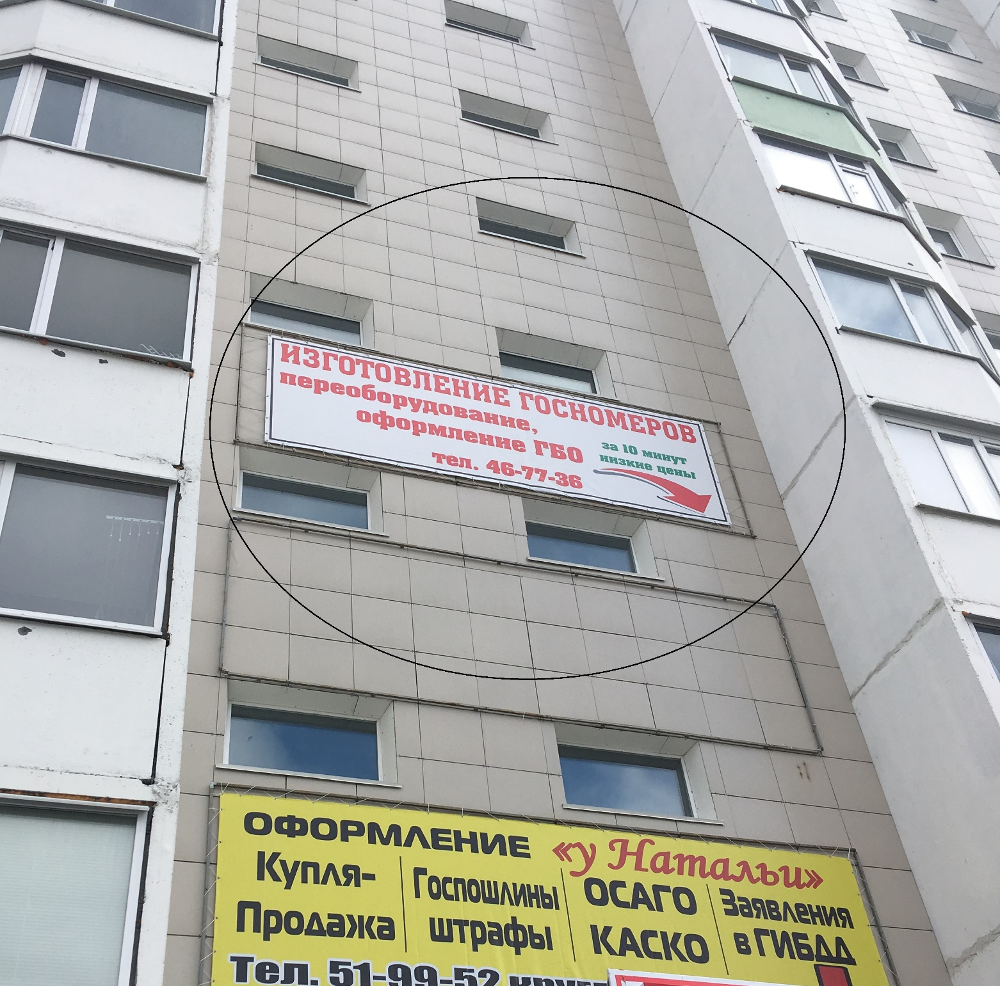 ИЗГОТОВЛЕНИЕ ГОСНОМЕРОВ
переоборудование,
оформление ГБО
тел. 46-77-36
за 10 минут
низкие цены
ОФОРМЛЕНИЕ «у Натальи»
Купля-
Продажа
Госпошлины
штрафы
ОСАГО
КАСКО
Заявления
в ГИБДД
Тел. 51-99-52